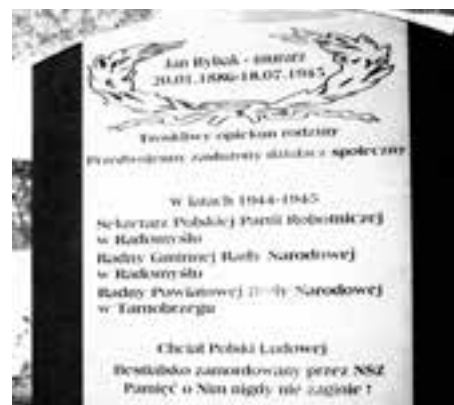 Jan Rybak - murarz
20.01.1886-18.07.1945
Troskliwy opiekun rodziny
Przedwojenny zasłużony działacz społeczny
W latach 1944-1945
Sekretarz Polskiej Partii Robotniczej
w Radomyślu
Radny Gminnej Rady Narodowej
w Radomyślu
Radny Powiatowej Rady Narodowej
w Tarnobrzegu
Chciał Polski Ludowej
Bestialsko zamordowany przez NSZ
Pamięć o Nim nigdy nie zaginie !